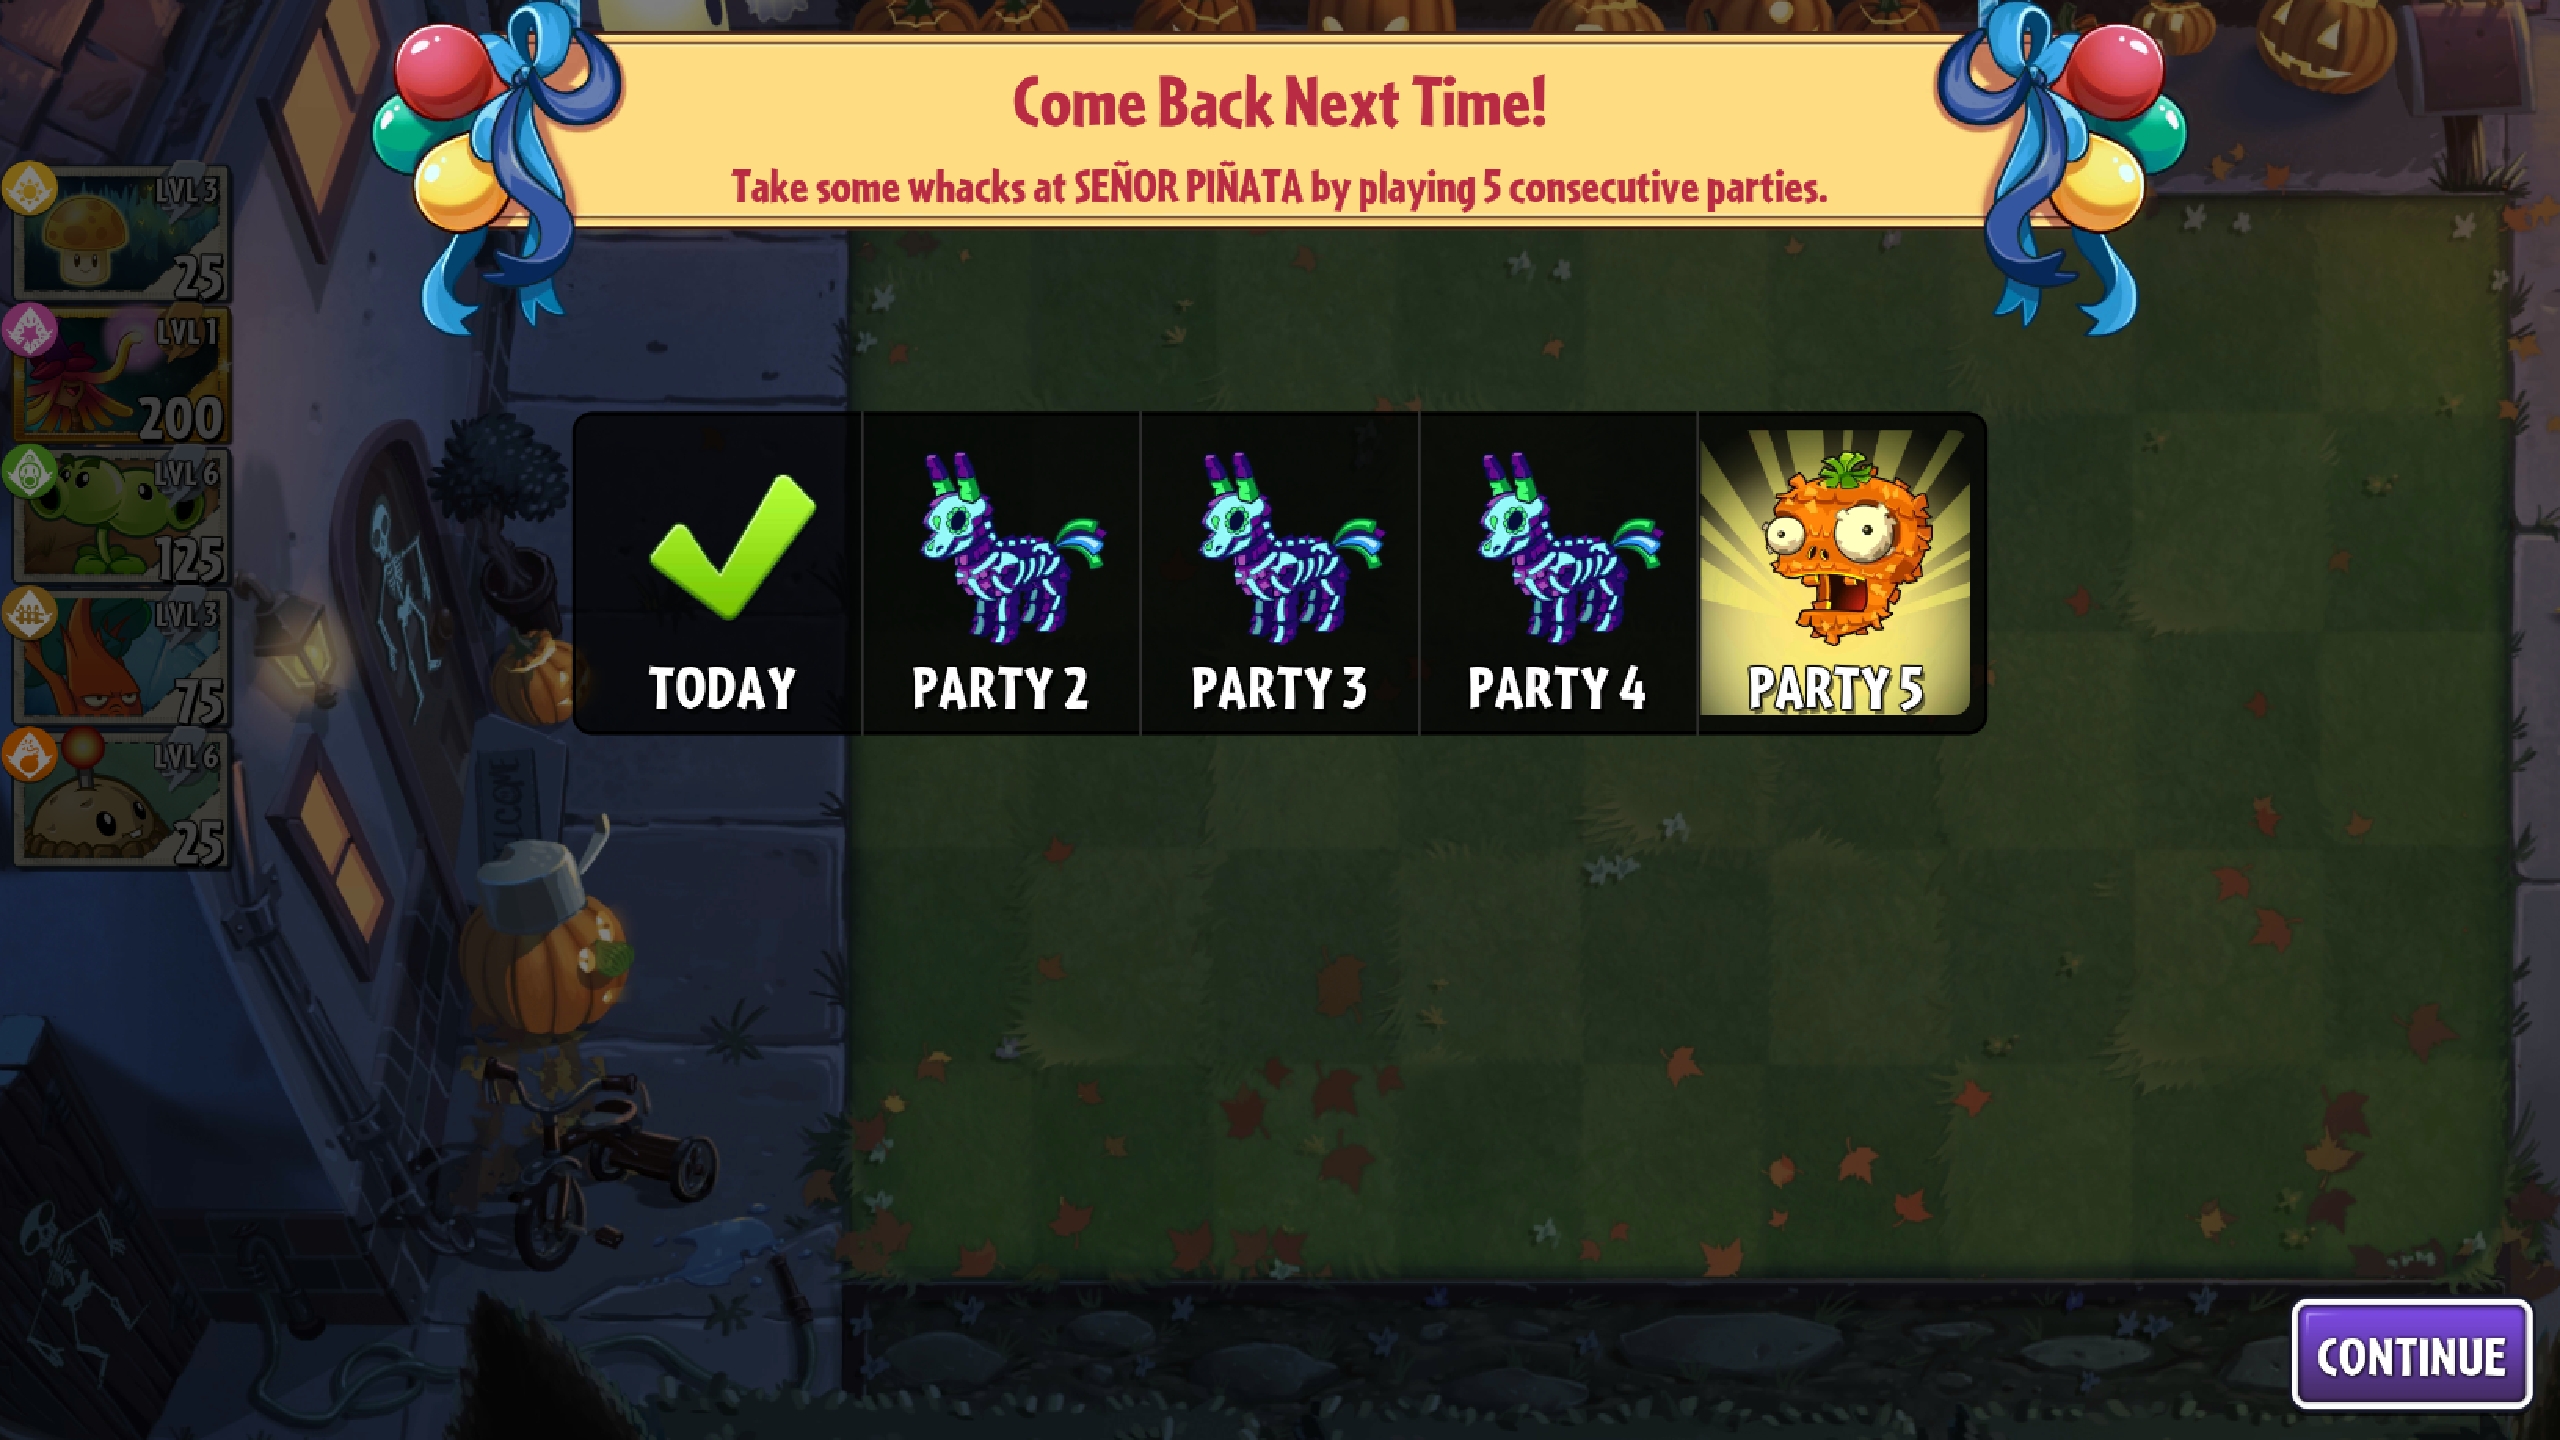 Come Back Next Time!
Take some whacks at SEÑOR PIÑATA by playing 5 consecutive parties.
LVL 3
25
LVL 1
200
LVL 6
125
LVL 3
75
LVL 6
25
TODAY
PARTY 2
PARTY 3
PARTY 4
PARTY 5
WELCOME
CONTINUE